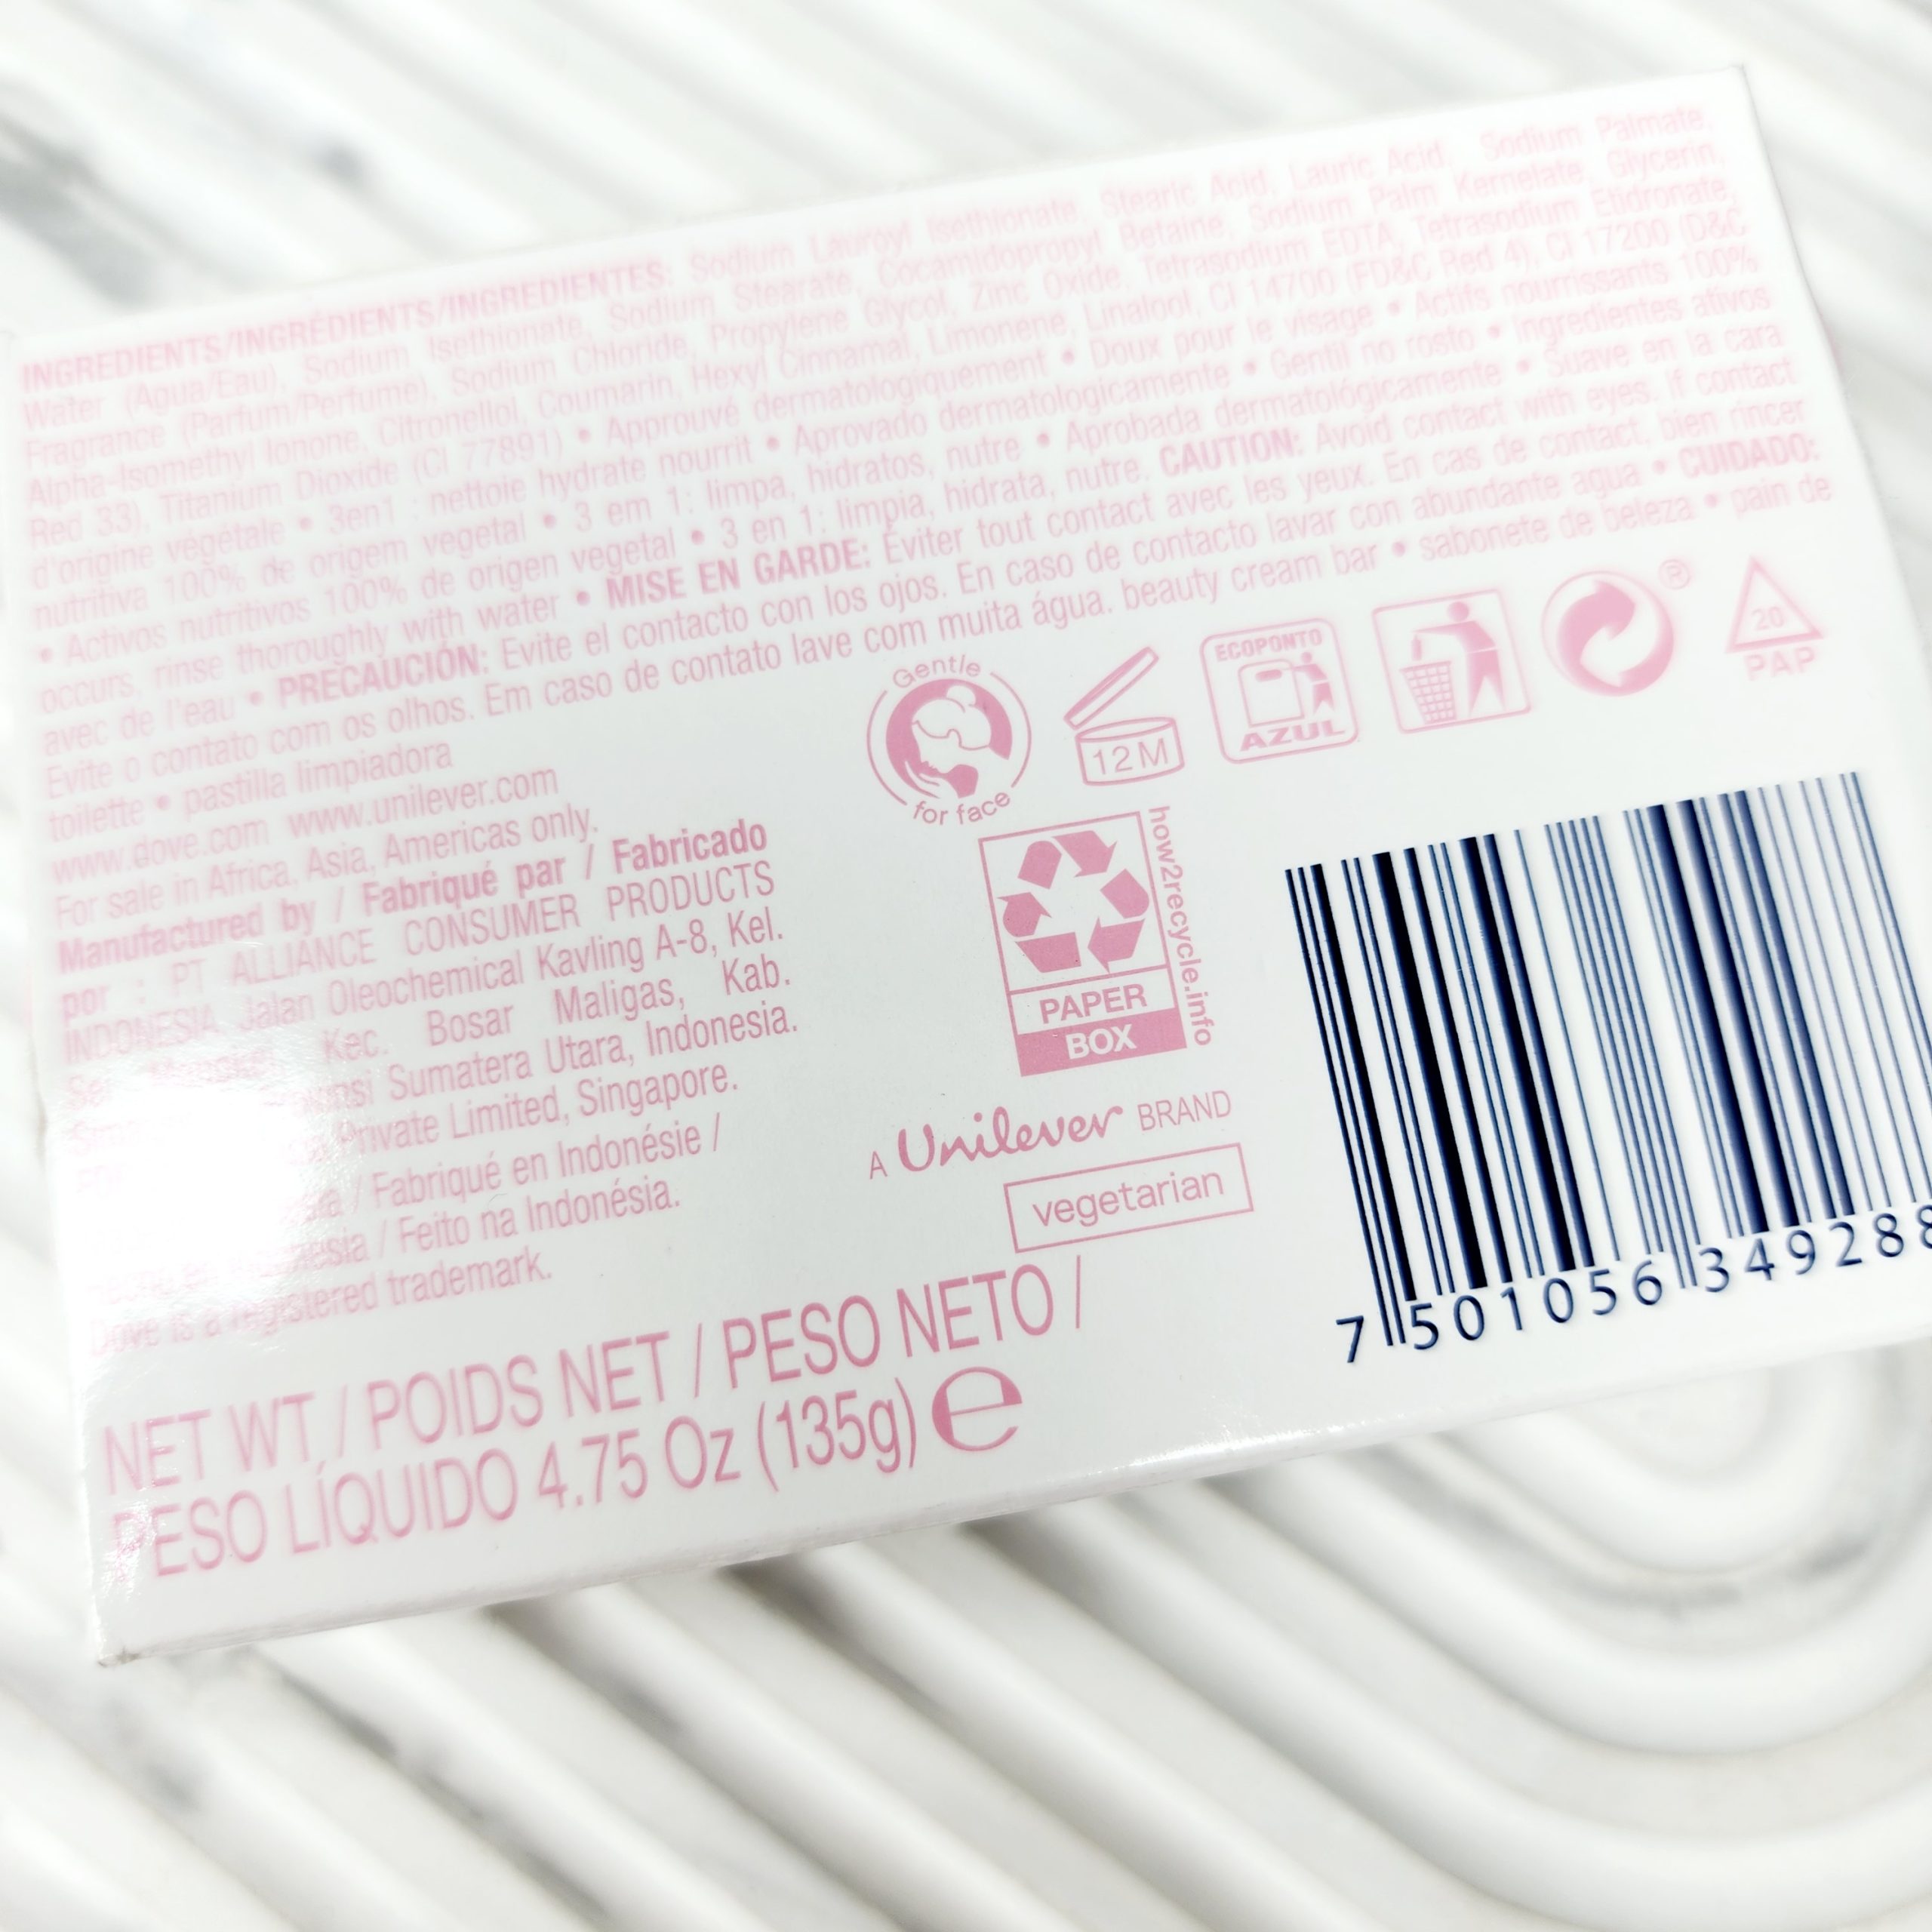 INGREDIENTS/INGRÉDIENTS/INGREDIENTES: Sodium Lauroyl Isethionate, Stearic Acid, Lauric Acid, Sodium Palmate,
Water (Agua/Eau), Sodium Isethionate, Sodium Stearate, Cocamidopropyl Betaine, Sodium Palm Kernelate, Glycerin,
Fragrance (Parfum/Perfume), Sodium Chloride, Propylene Glycol, Zinc Oxide, Tetrasodium EDTA, Tetrasodium Etidronate,
Alpha-Isomethyl Ionone, Citronellol, Coumarin, Hexyl Cinnamal, Limonene, Linalool, CI 14700 (FD&C Red 4), CI 17200 (D&C
Red 33), Titanium Dioxide (CI 77891) • Approuvé dermatologiquement • Doux pour le visage • Actifs nourrissants 100%
d'origine végétale • 3en1 : nettoie hydrate nourrit • Aprovado dermatologicamente • Gentil no rosto • Ingredientes ativos
nutritiva 100% de origem vegetal • 3 em 1: limpa, hidratos, nutre • Aprobada dermatológicamente • Suave en la cara
• Activos nutritivos 100% de origen vegetal • 3 en 1: limpia, hidrata, nutre. CAUTION: Avoid contact with eyes. If contact
occurs, rinse thoroughly with water • MISE EN GARDE: Éviter tout contact avec les yeux. En cas de contact, bien rincer
avec de l'eau • PRECAUCIÓN: Evite el contacto con los ojos. En caso de contacto lavar con abundante agua • CUIDADO:
Evite o contato com os olhos. Em caso de contato lave com muita água. beauty cream bar • sabonete de beleza • pain de
toilette • pastilla limpiadora
www.dove.com www.unilever.com
For sale in Africa, Asia, Americas only.
Manufactured by / Fabriqué par / Fabricado
por : PT ALLIANCE CONSUMER PRODUCTS
INDONESIA Jalan Oleochemical Kavling A-8, Kel.
Kec. Bosar Maligas, Kab.
Sumatera Utara, Indonesia.
Private Limited, Singapore.
/ Fabriqué en Indonésie /
/ Feito na Indonésia.
Dove is a registered trademark.
NET WT / POIDS NET / PESO NETO /
PESO LÍQUIDO 4.75 Oz (135g) e
Gentle
for face
12 M
ECOPONTO
AZUL
®
20
PAP
how2recycle.info
PAPER
BOX
A Unilever BRAND
vegetarian
7 501056 349288